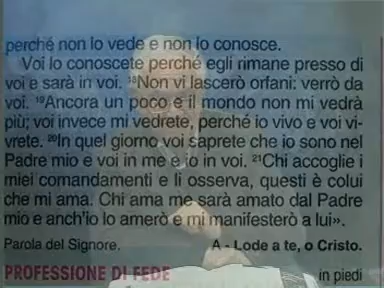 perché non lo vede e non lo conosce.
Voi lo conoscete perché egli rimane presso di
voi e sarà in voi. ¹⁸Non vi lascerò orfani: verrò da
voi. ¹⁹Ancora un poco e il mondo non mi vedrà
più; voi invece mi vedrete, perché io vivo e voi vi-
vrete. ²⁰In quel giorno voi saprete che io sono nel
Padre mio e voi in me e io in voi. ²¹Chi accoglie i
miei comandamenti e li osserva, questi è colui
che mi ama. Chi ama me sarà amato dal Padre
mio e anch'io lo amerò e mi manifesterò a lui».
Parola del Signore. A - Lode a te, o Cristo.
PROFESSIONE DI FEDE in piedi